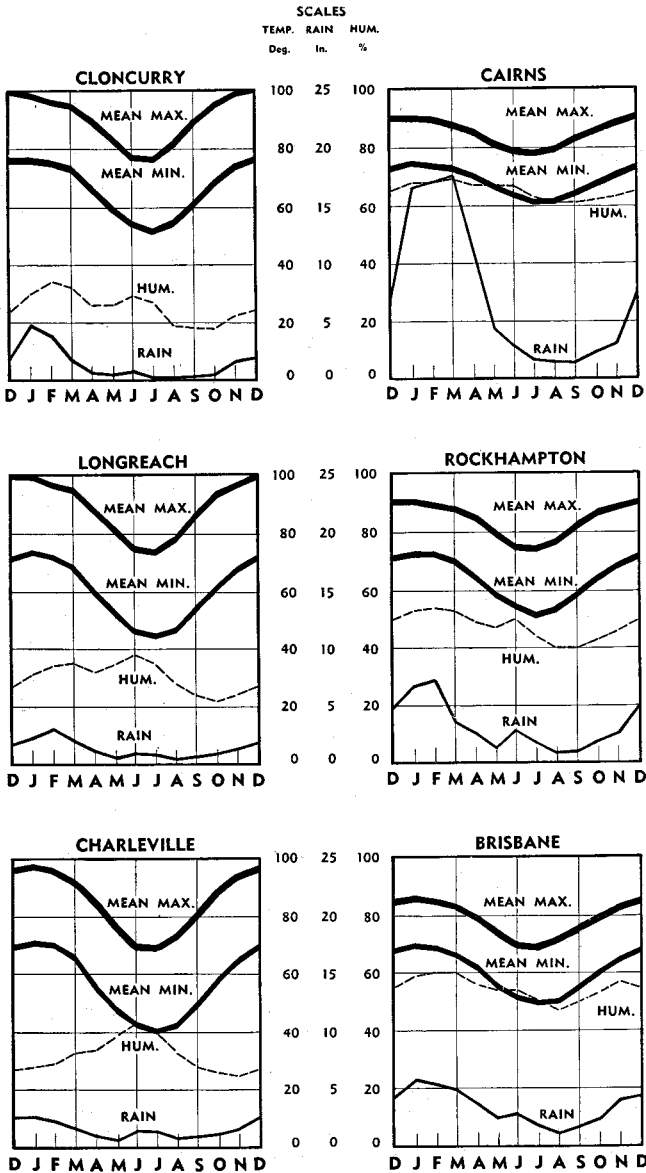 SCALES
TEMP. RAIN HUM.
Deg. In. %
CLONCURRY
MEAN MAX.
MEAN MIN.
HUM.
RAIN
D J F M A M J J A S O N D
100 25 100
80 20 80
60 15 60
40 10 40
20 5 20
0 0 0
CAIRNS
MEAN MAX.
MEAN MIN.
HUM.
RAIN
D J F M A M J J A S O N D
LONGREACH
MEAN MAX.
MEAN MIN.
HUM.
RAIN
D J F M A M J J A S O N D
100 25 100
80 20 80
60 15 60
40 10 40
20 5 20
0 0 0
ROCKHAMPTON
MEAN MAX.
MEAN MIN.
HUM.
RAIN
D J F M A M J J A S O N D
CHARLEVILLE
MEAN MAX.
MEAN MIN.
HUM.
RAIN
D J F M A M J J A S O N D
100 25 100
80 20 80
60 15 60
40 10 40
20 5 20
0 0 0
BRISBANE
MEAN MAX.
MEAN MIN.
HUM.
RAIN
D J F M A M J J A S O N D